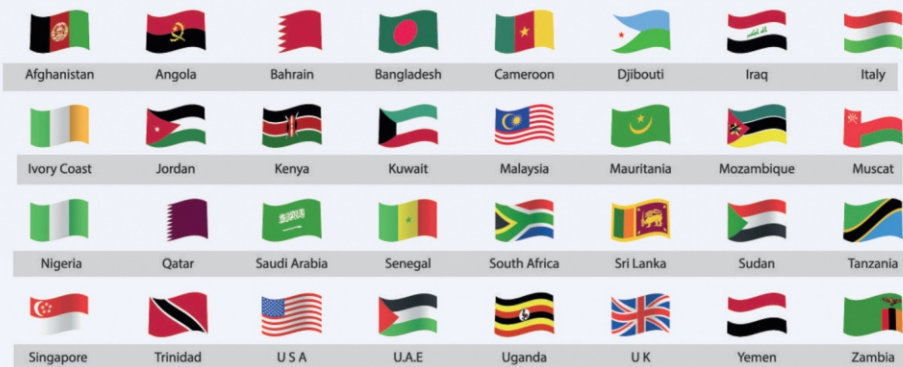 Afghanistan Angola Bahrain Bangladesh Cameroon Djibouti Iraq Italy
Ivory Coast Jordan Kenya Kuwait Malaysia Mauritania Mozambique Muscat
Nigeria Qatar Saudi Arabia Senegal South Africa Sri Lanka Sudan Tanzania
Singapore Trinidad U S A U.A.E Uganda U K Yemen Zambia